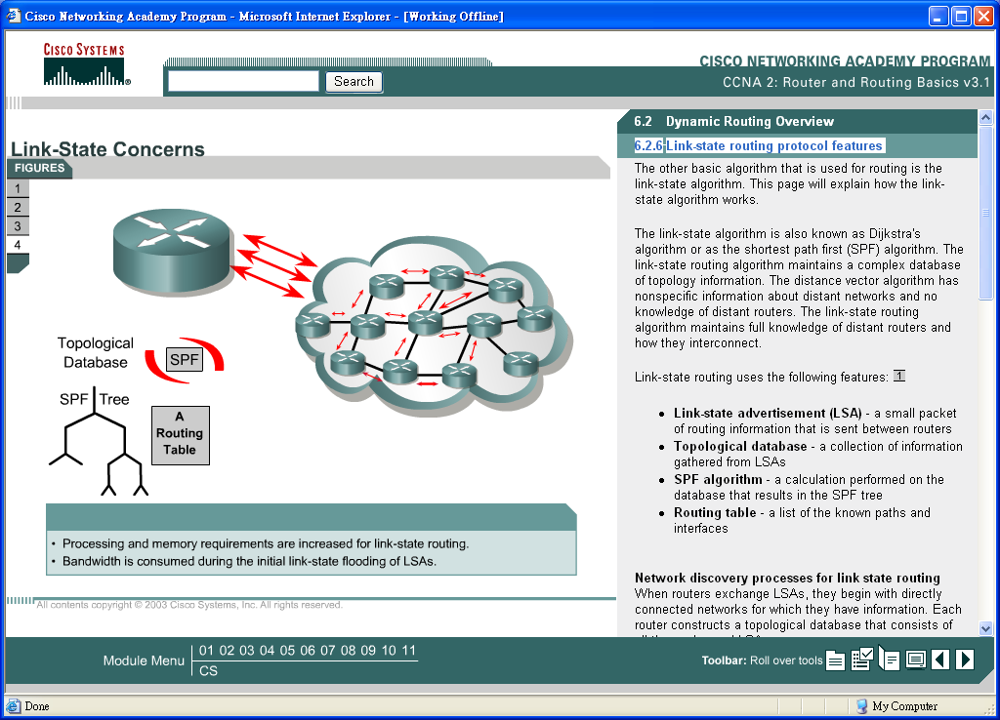 Cisco Networking Academy Program - Microsoft Internet Explorer - [Working Offline]
CISCO SYSTEMS
®
Search
CISCO NETWORKING ACADEMY PROGRAM
CCNA 2: Router and Routing Basics v3.1
Link-State Concerns
FIGURES
1
2
3
4
Topological
Database
SPF
SPF Tree
A
Routing
Table
• Processing and memory requirements are increased for link-state routing.
• Bandwidth is consumed during the initial link-state flooding of LSAs.
All contents copyright © 2003 Cisco Systems, Inc. All rights reserved.
6.2 Dynamic Routing Overview
6.2.6 Link-state routing protocol features
The other basic algorithm that is used for routing is the
link-state algorithm. This page will explain how the link-
state algorithm works.
The link-state algorithm is also known as Dijkstra's
algorithm or as the shortest path first (SPF) algorithm. The
link-state routing algorithm maintains a complex database
of topology information. The distance vector algorithm has
nonspecific information about distant networks and no
knowledge of distant routers. The link-state routing
algorithm maintains full knowledge of distant routers and
how they interconnect.
Link-state routing uses the following features: 1
• Link-state advertisement (LSA) - a small packet
of routing information that is sent between routers
• Topological database - a collection of information
gathered from LSAs
• SPF algorithm - a calculation performed on the
database that results in the SPF tree
• Routing table - a list of the known paths and
interfaces
Network discovery processes for link state routing
When routers exchange LSAs, they begin with directly
connected networks for which they have information. Each
router constructs a topological database that consists of
Module Menu
01 02 03 04 05 06 07 08 09 10 11
CS
Toolbar: Roll over tools
Done
My Computer